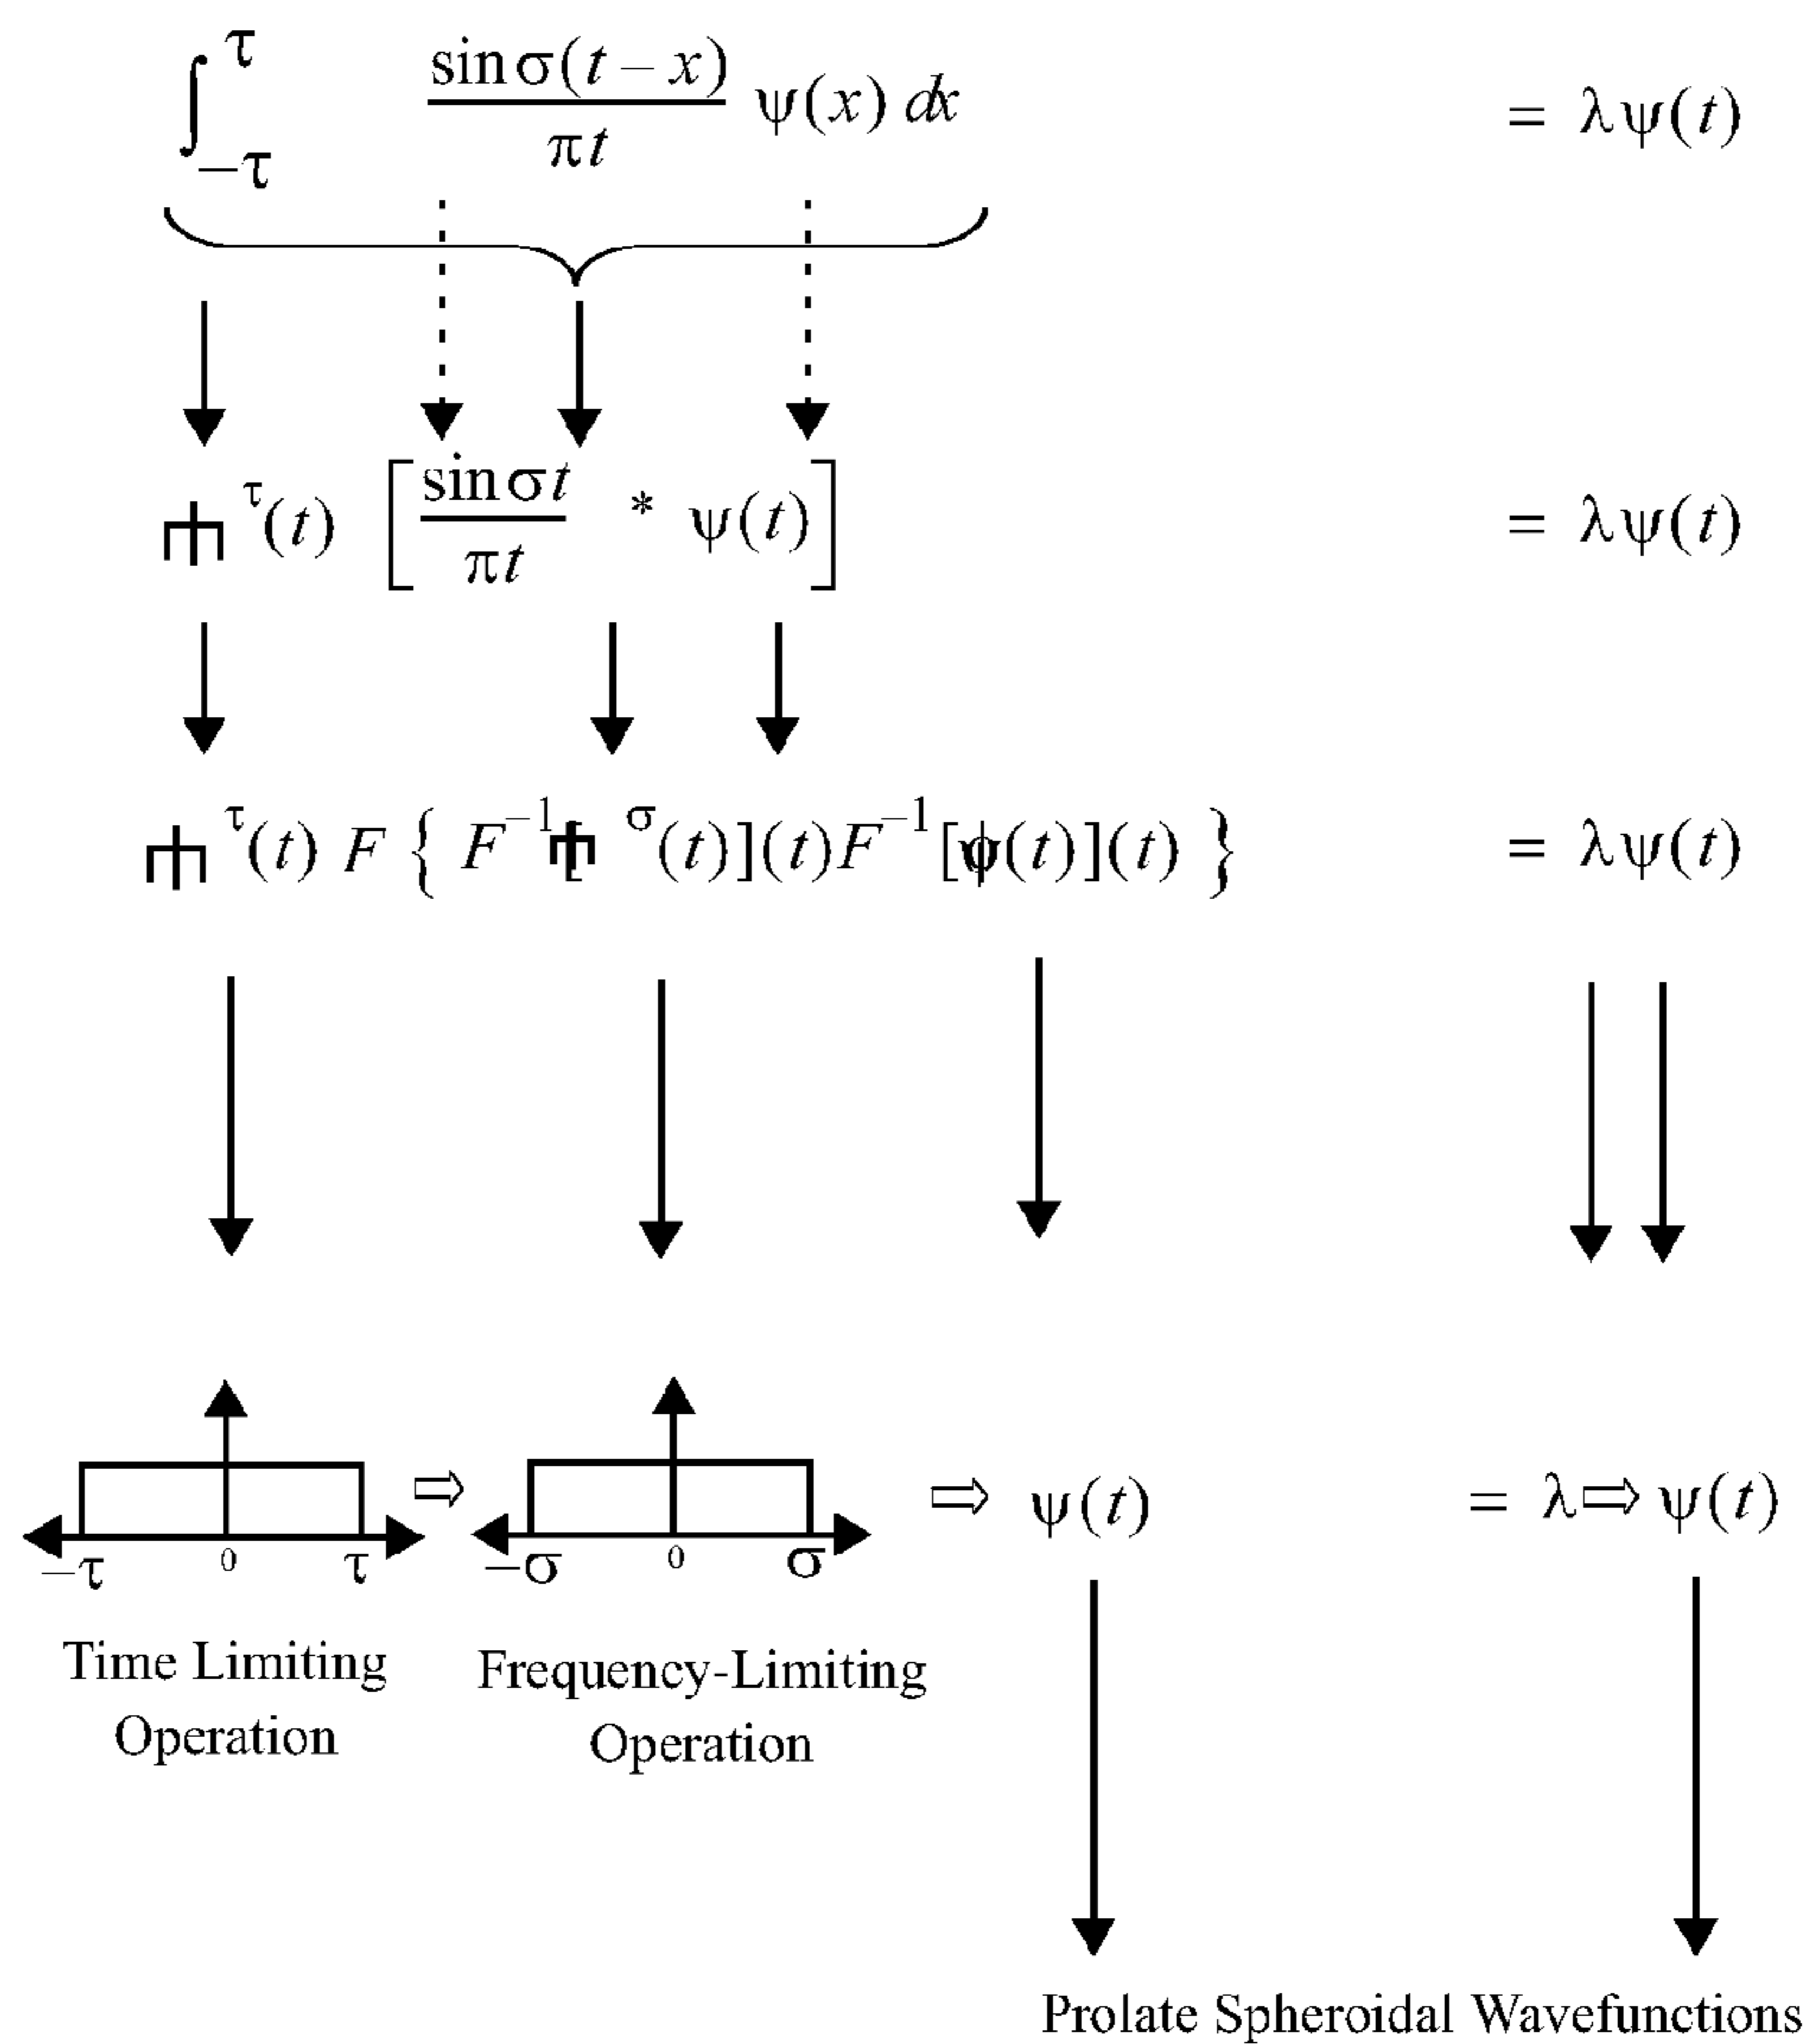 ∫_{−τ}^{τ} sin σ(t − x) / πt ψ(x) dx = λψ(t)
⩋^τ(t) [ sin σt / πt * ψ(t) ] = λψ(t)
^τ(t) F { F^{−1}[ ^σ(t)](t)F^{−1}[ψ(t)](t) } = λψ(t)
⇨ ⇨ ψ(t) = λ⇨ψ(t)
−τ 0 τ −σ 0 σ
Time Limiting
Operation
Frequency-Limiting
Operation
Prolate Spheroidal Wavefunctions